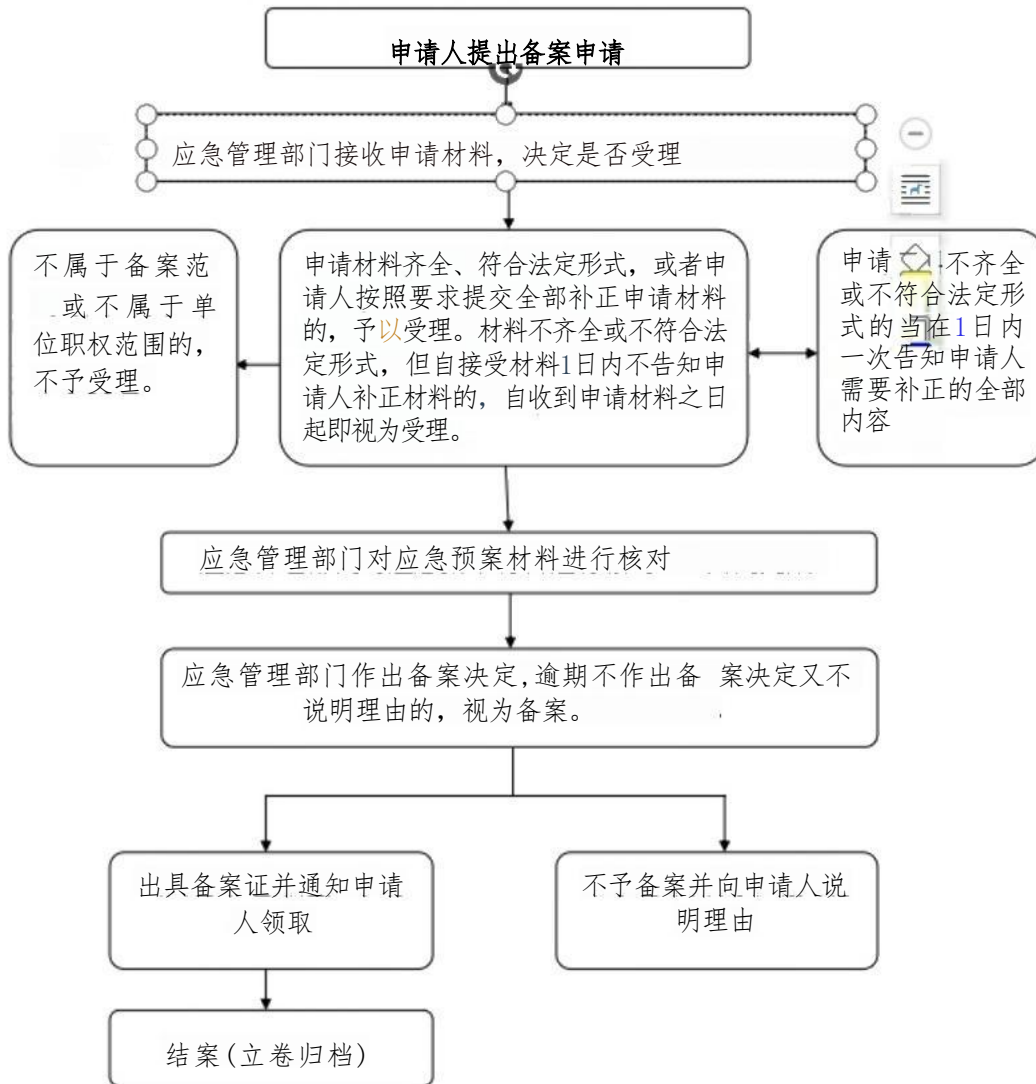 申请人提出备案申请
应急管理部门接收申请材料，决定是否受理
不属于备案范
或不属于单
位职权范围的，
不予受理。
申请材料齐全、符合法定形式，或者申
请人按照要求提交全部补正申请材料
的，予以受理。材料不齐全或不符合法
定形式，但自接受材料1日内不告知申
请人补正材料的，自收到申请材料之日
起即视为受理。
申请 不齐全
或不符合法定形
式的当在1日内
一次告知申请人
需要补正的全部
内容
应急管理部门对应急预案材料进行核对
应急管理部门作出备案决定,逾期不作出备 案决定又不
说明理由的，视为备案。
出具备案证并通知申请
人领取
不予备案并向申请人说
明理由
结案(立卷归档)